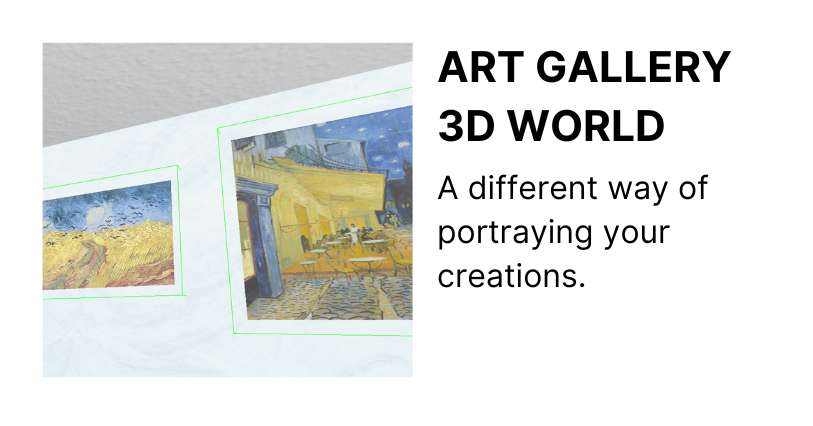 ART GALLERY
3D WORLD
A different way of
portraying your
creations.